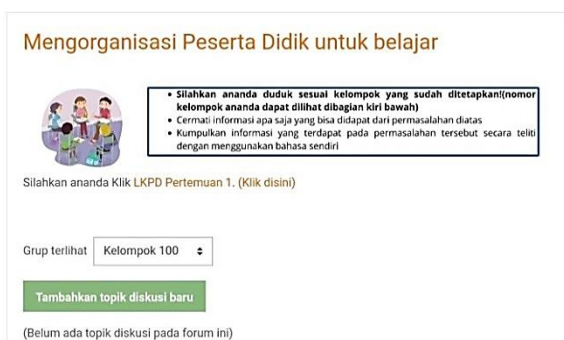 Mengorganisasi Peserta Didik untuk belajar
• Silahkan ananda duduk sesuai kelompok yang sudah ditetapkan!(nomor
kelompok ananda dapat dilihat dibagian kiri bawah)
• Cermati informasi apa saja yang bisa didapat dari permasalahan diatas
• Kumpulkan informasi yang terdapat pada permasalahan tersebut secara teliti
dengan menggunakan bahasa sendiri
Silahkan ananda Klik LKPD Pertemuan 1. (Klik disini)
Grup terlihat Kelompok 100
Tambahkan topik diskusi baru
(Belum ada topik diskusi pada forum ini)